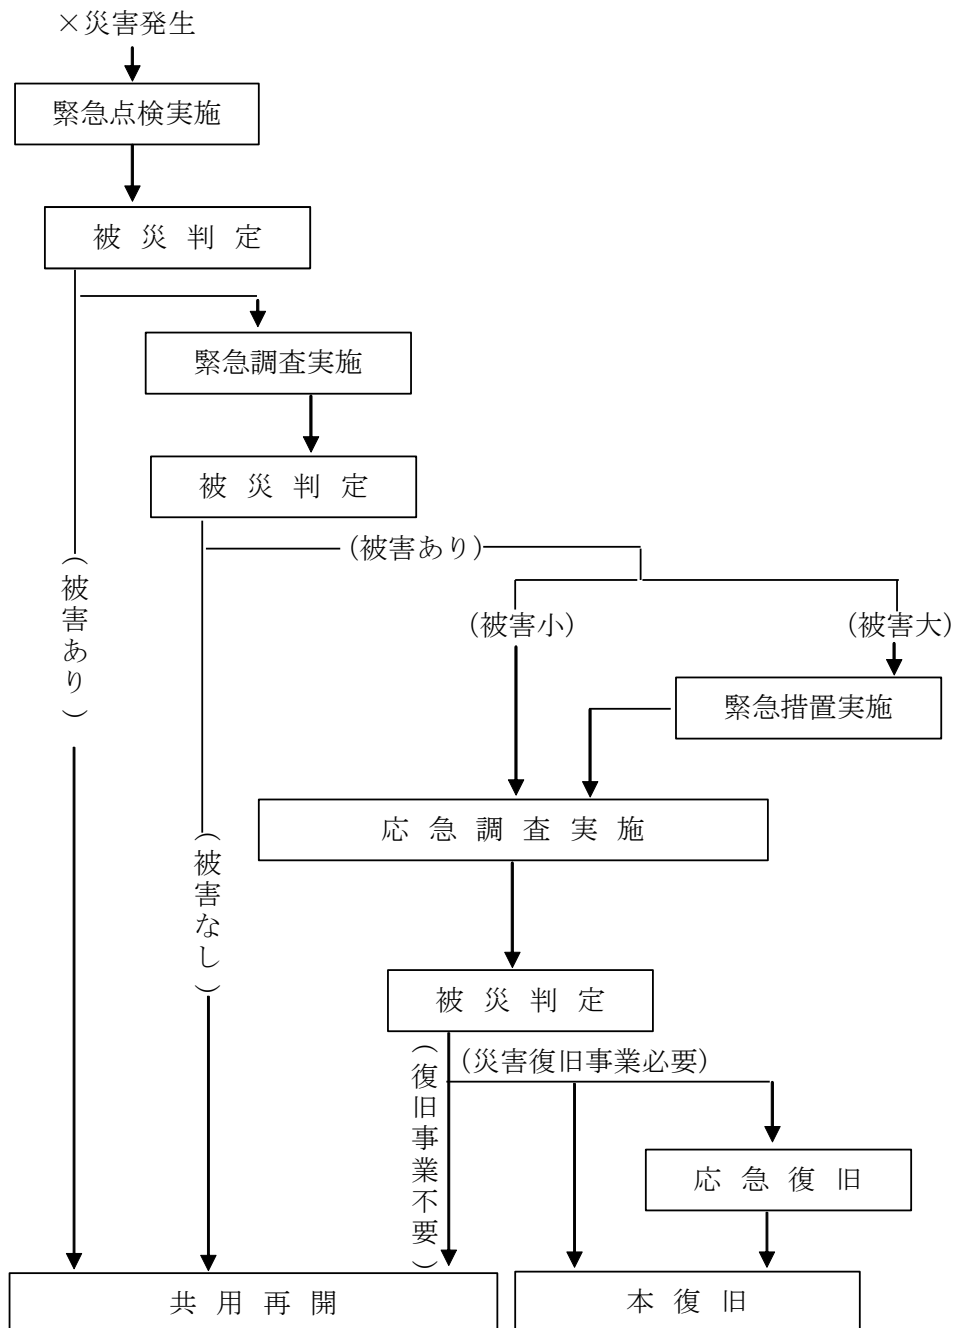 ×災害発生
緊急点検実施
被災判定
緊急調査実施
被災判定
(被害あり)
(被害あり)
(被害小)
(被害大)
緊急措置実施
応急調査実施
(被害なし)
被災判定
(災害復旧事業必要)
(復旧事業不要)
応急復旧
共用再開
本復旧